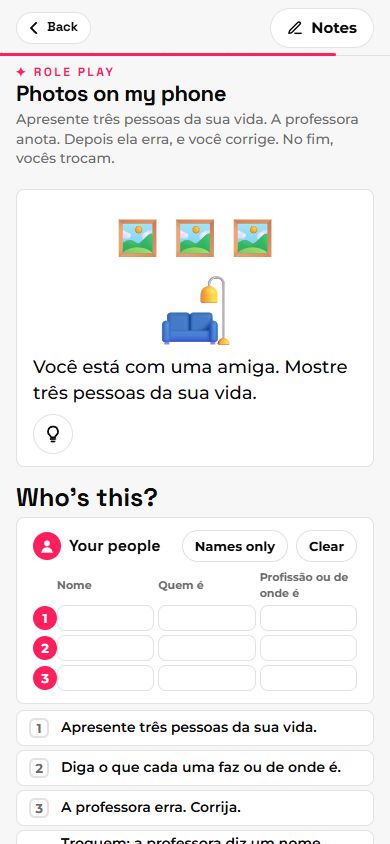 Back
Notes
ROLE PLAY
Photos on my phone
Apresente três pessoas da sua vida. A professora
anota. Depois ela erra, e você corrige. No fim,
vocês trocam.
Você está com uma amiga. Mostre
três pessoas da sua vida.
Who's this?
Your people
Names only
Clear
Nome
Quem é
Profissão ou de
onde é
1
2
3
1 Apresente três pessoas da sua vida.
2 Diga o que cada uma faz ou de onde é.
3 A professora erra. Corrija.
Troquem: a professora diz um nome